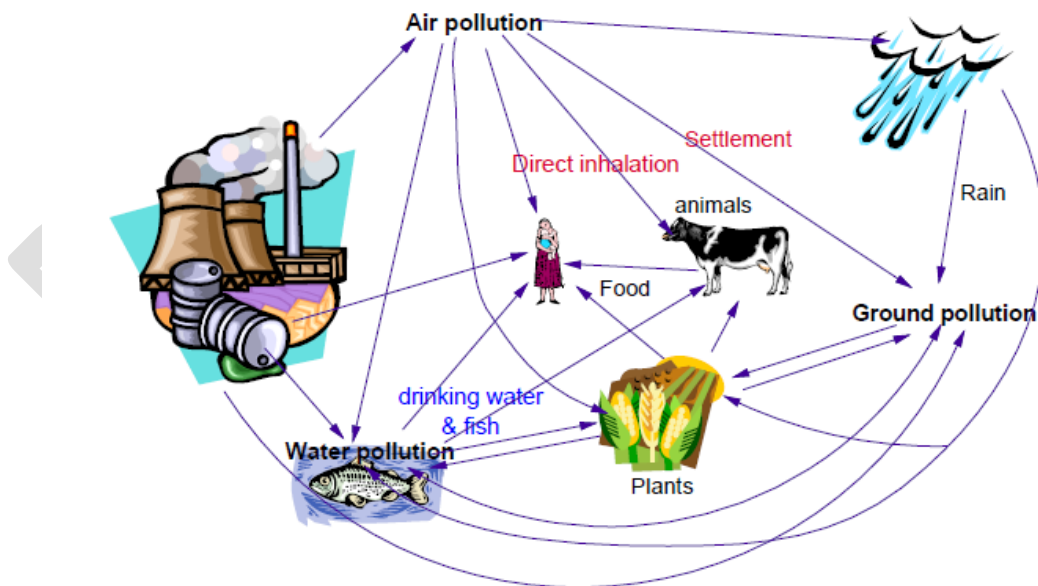 Air pollution
Settlement
Direct inhalation
animals
Rain
Food
Ground pollution
drinking water
& fish
Water pollution
Plants